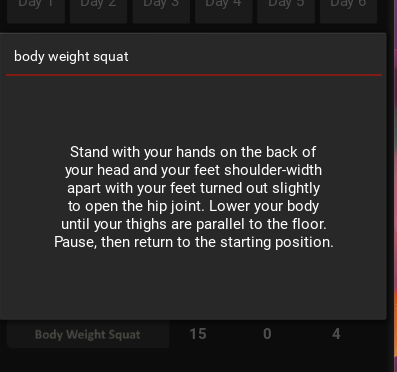 Day 1 Day 2 Day 3 Day 4 Day 5 Day 6
body weight squat
Stand with your hands on the back of
your head and your feet shoulder-width
apart with your feet turned out slightly
to open the hip joint. Lower your body
until your thighs are parallel to the floor.
Pause, then return to the starting position.
Body Weight Squat 15 0 4